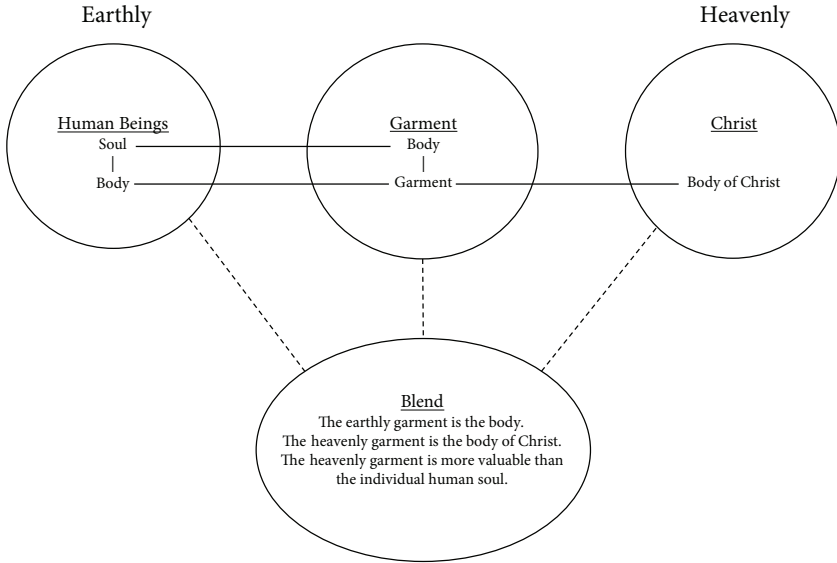 Earthly
Heavenly
Human Beings
Soul
|
Body
Garment
Body
|
Garment
Christ
Body of Christ
Blend
The earthly garment is the body.
The heavenly garment is the body of Christ.
The heavenly garment is more valuable than
the individual human soul.